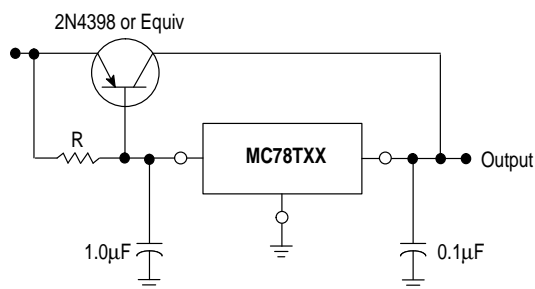 2N4398 or Equiv
R
MC78TXX
Output
1.0µF
0.1µF